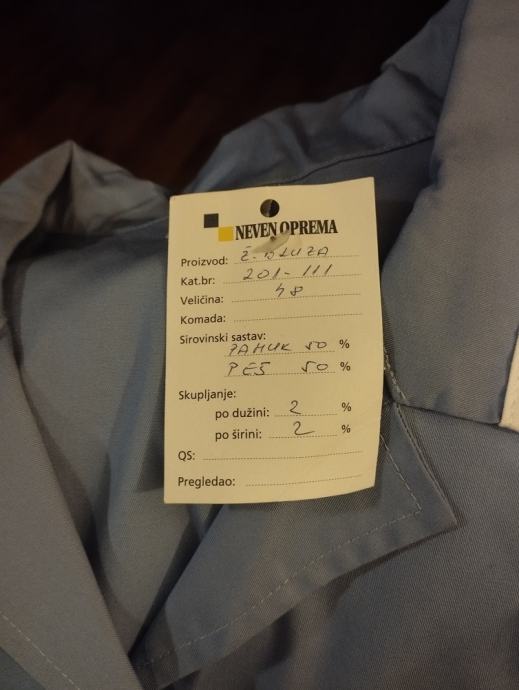 NEVEN OPREMA
Proizvod: Ž. BLUZA
Kat.br: 201-111
Veličina: 48
Komada:
Sirovinski sastav:
PAMUK 50 %
PES 50 %
Skupljanje:
po dužini: 2 %
po širini: 2 %
QS:
Pregledao: